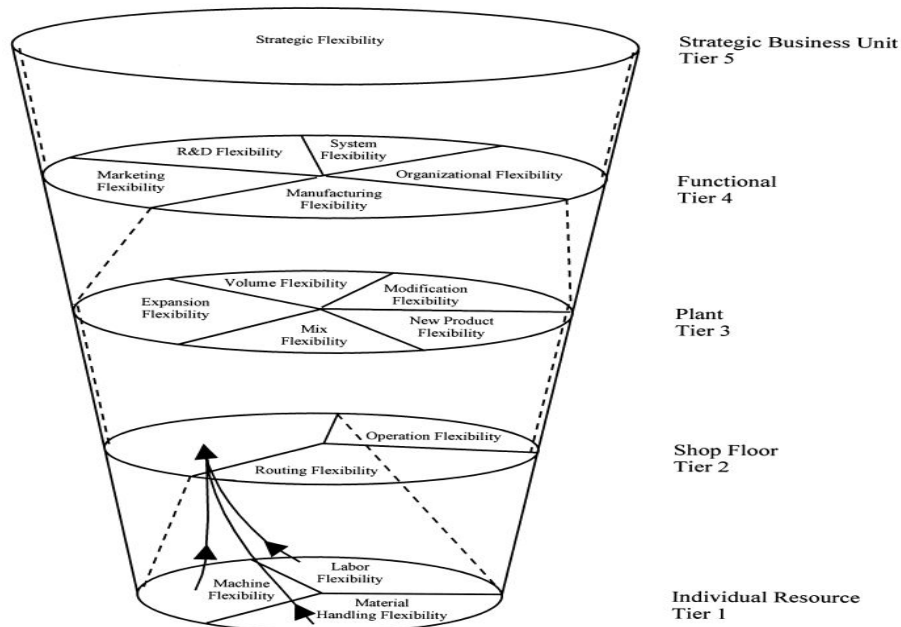 Strategic Flexibility
Strategic Business Unit
Tier 5
R&D Flexibility
System
Flexibility
Marketing
Flexibility
Organizational Flexibility
Manufacturing
Flexibility
Functional
Tier 4
Volume Flexibility
Modification
Flexibility
Expansion
Flexibility
Mix
Flexibility
New Product
Flexibility
Plant
Tier 3
Operation Flexibility
Routing Flexibility
Shop Floor
Tier 2
Labor
Flexibility
Machine
Flexibility
Material
Handling Flexibility
Individual Resource
Tier 1